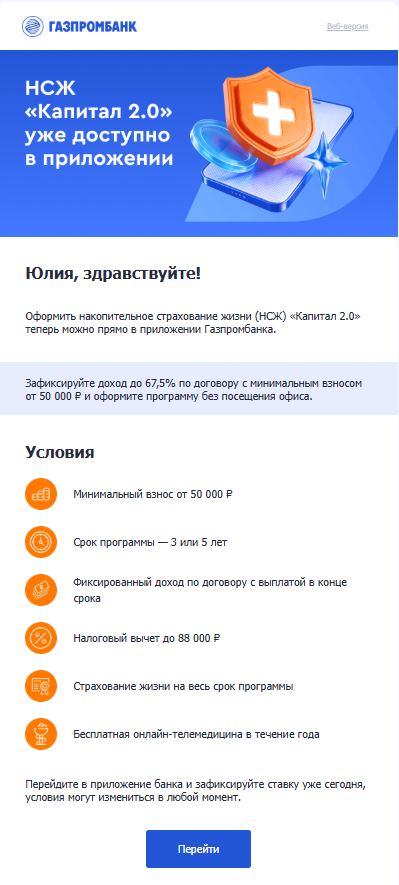 ГАЗПРОМБАНК
Веб-версия
НСЖ
«Капитал 2.0»
уже доступно
в приложении
Юлия, здравствуйте!
Оформить накопительное страхование жизни (НСЖ) «Капитал 2.0»
теперь можно прямо в приложении Газпромбанка.
Зафиксируйте доход до 67,5% по договору с минимальным взносом
от 50 000 ₽ и оформите программу без посещения офиса.
Условия
Минимальный взнос от 50 000 ₽
Срок программы — 3 или 5 лет
Фиксированный доход по договору с выплатой в конце
срока
Налоговый вычет до 88 000 ₽
Страхование жизни на весь срок программы
Бесплатная онлайн-телемедицина в течение года
Перейдите в приложение банка и зафиксируйте ставку уже сегодня,
условия могут измениться в любой момент.
Перейти